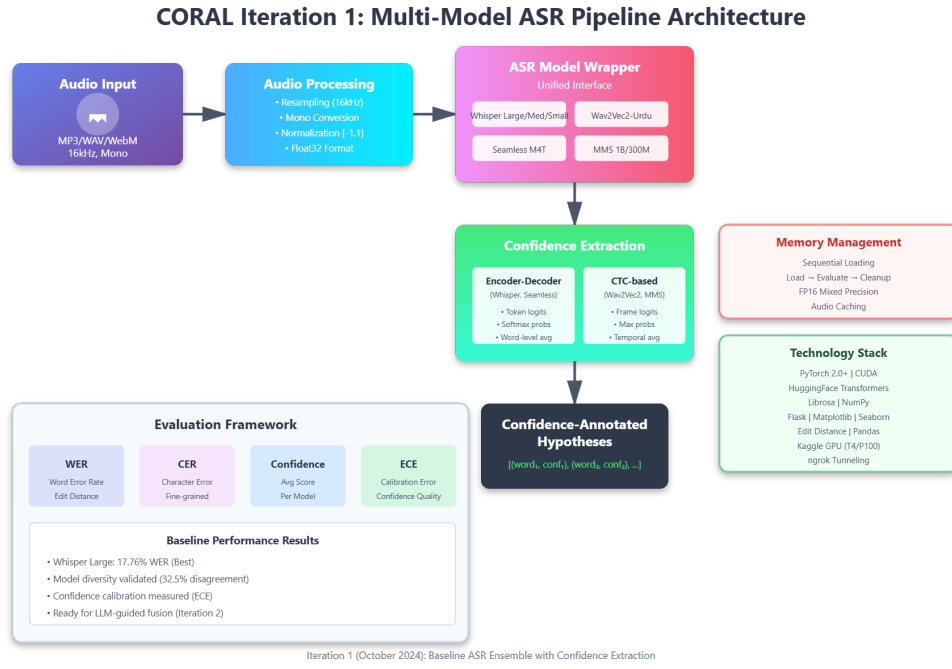 CORAL Iteration 1: Multi-Model ASR Pipeline Architecture
Audio Input
MP3/WAV/WebM
16kHz, Mono
Audio Processing
• Resampling (16kHz)
• Mono Conversion
• Normalization [-1,1]
• Float32 Format
ASR Model Wrapper
Unified Interface
Whisper Large/Med/Small
Wav2Vec2-Urdu
Seamless M4T
MMS 1B/300M
Confidence Extraction
Encoder-Decoder
(Whisper, Seamless)
• Token logits
• Softmax probs
• Word-level avg
CTC-based
(Wav2Vec2, MMS)
• Frame logits
• Max probs
• Temporal avg
Memory Management
Sequential Loading
Load → Evaluate → Cleanup
FP16 Mixed Precision
Audio Caching
Technology Stack
PyTorch 2.0+ | CUDA
HuggingFace Transformers
Librosa | NumPy
Flask | Matplotlib | Seaborn
Edit Distance | Pandas
Kaggle GPU (T4/P100)
ngrok Tunneling
Confidence-Annotated
Hypotheses
[(word₁, conf₁), (word₂, conf₂), ...]
Evaluation Framework
WER
Word Error Rate
Edit Distance
CER
Character Error
Fine-grained
Confidence
Avg Score
Per Model
ECE
Calibration Error
Confidence Quality
Baseline Performance Results
• Whisper Large: 17.76% WER (Best)
• Model diversity validated (32.5% disagreement)
• Confidence calibration measured (ECE)
• Ready for LLM-guided fusion (Iteration 2)
Iteration 1 (October 2024): Baseline ASR Ensemble with Confidence Extraction